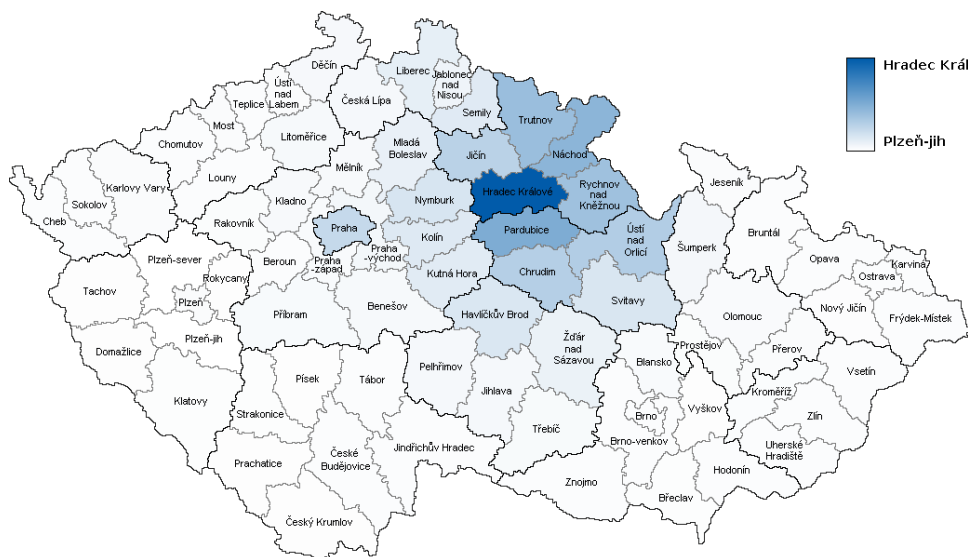 Děčín
Liberec
Jablonec
nad
Nisou
Ústí
nad
Labem
Teplice
Česká Lípa
Semily
Trutnov
Most
Chomutov
Litoměřice
Mladá
Boleslav
Jičín
Náchod
Louny
Mělník
Karlovy Vary
Sokolov
Cheb
Hradec Králové
Rychnov
nad
Kněžnou
Jeseník
Kladno
Nymburk
Rakovník
Praha
Pardubice
Ústí
nad
Orlicí
Bruntál
Kolín
Praha
-východ
Šumperk
Opava
Karviná
Ostrava
Plzeň-sever
Beroun
Praha
-západ
Rokycany
Kutná Hora
Chrudim
Tachov
Plzeň
Příbram
Benešov
Svitavy
Nový Jičín
Frýdek-Místek
Havlíčkův Brod
Olomouc
Plzeň-jih
Domažlice
Žďár
nad
Sázavou
Prostějov
Přerov
Pelhřimov
Blansko
Vsetín
Písek
Tábor
Klatovy
Jihlava
Kroměříž
Strakonice
Vyškov
Zlín
Brno
Třebíč
Brno-venkov
Jindřichův Hradec
Uherské
Hradiště
České
Budějovice
Prachatice
Hodonín
Znojmo
Břeclav
Český Krumlov
Hradec Král
Plzeň-jih